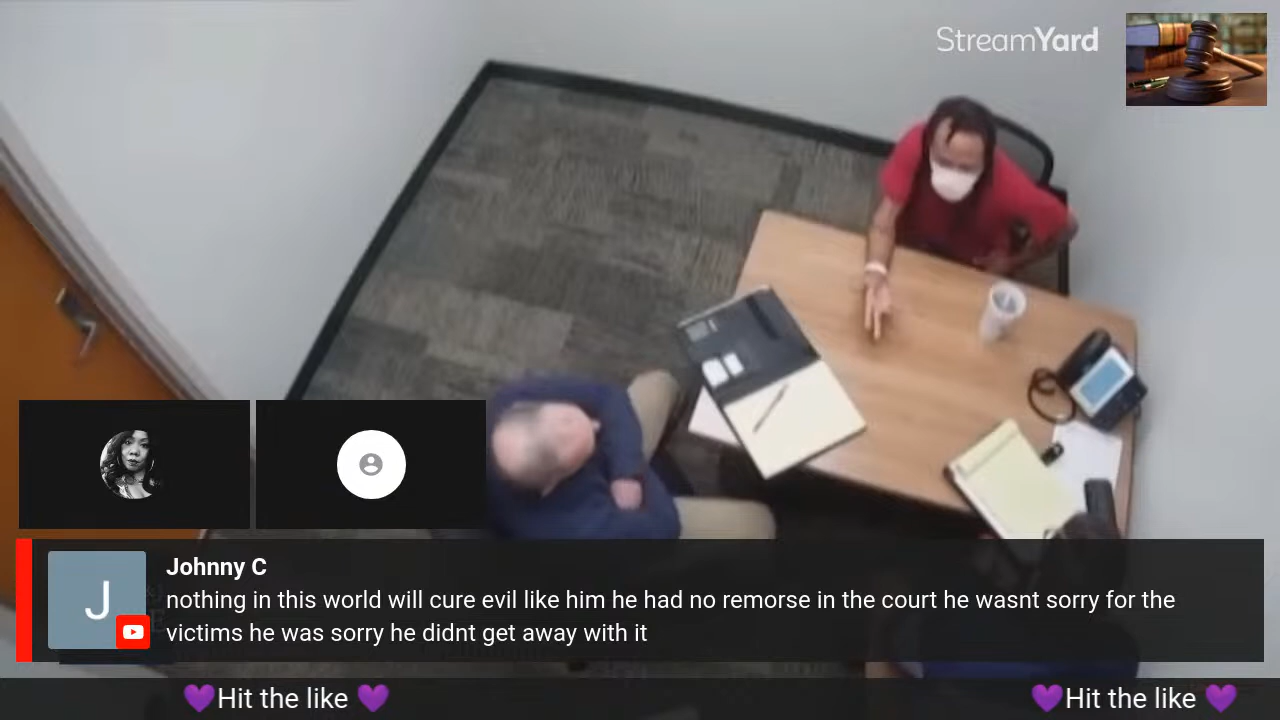 StreamYard
J
Johnny C
nothing in this world will cure evil like him he had no remorse in the court he wasnt sorry for the
victims he was sorry he didnt get away with it
💜Hit the like 💜
💜Hit the like 💜